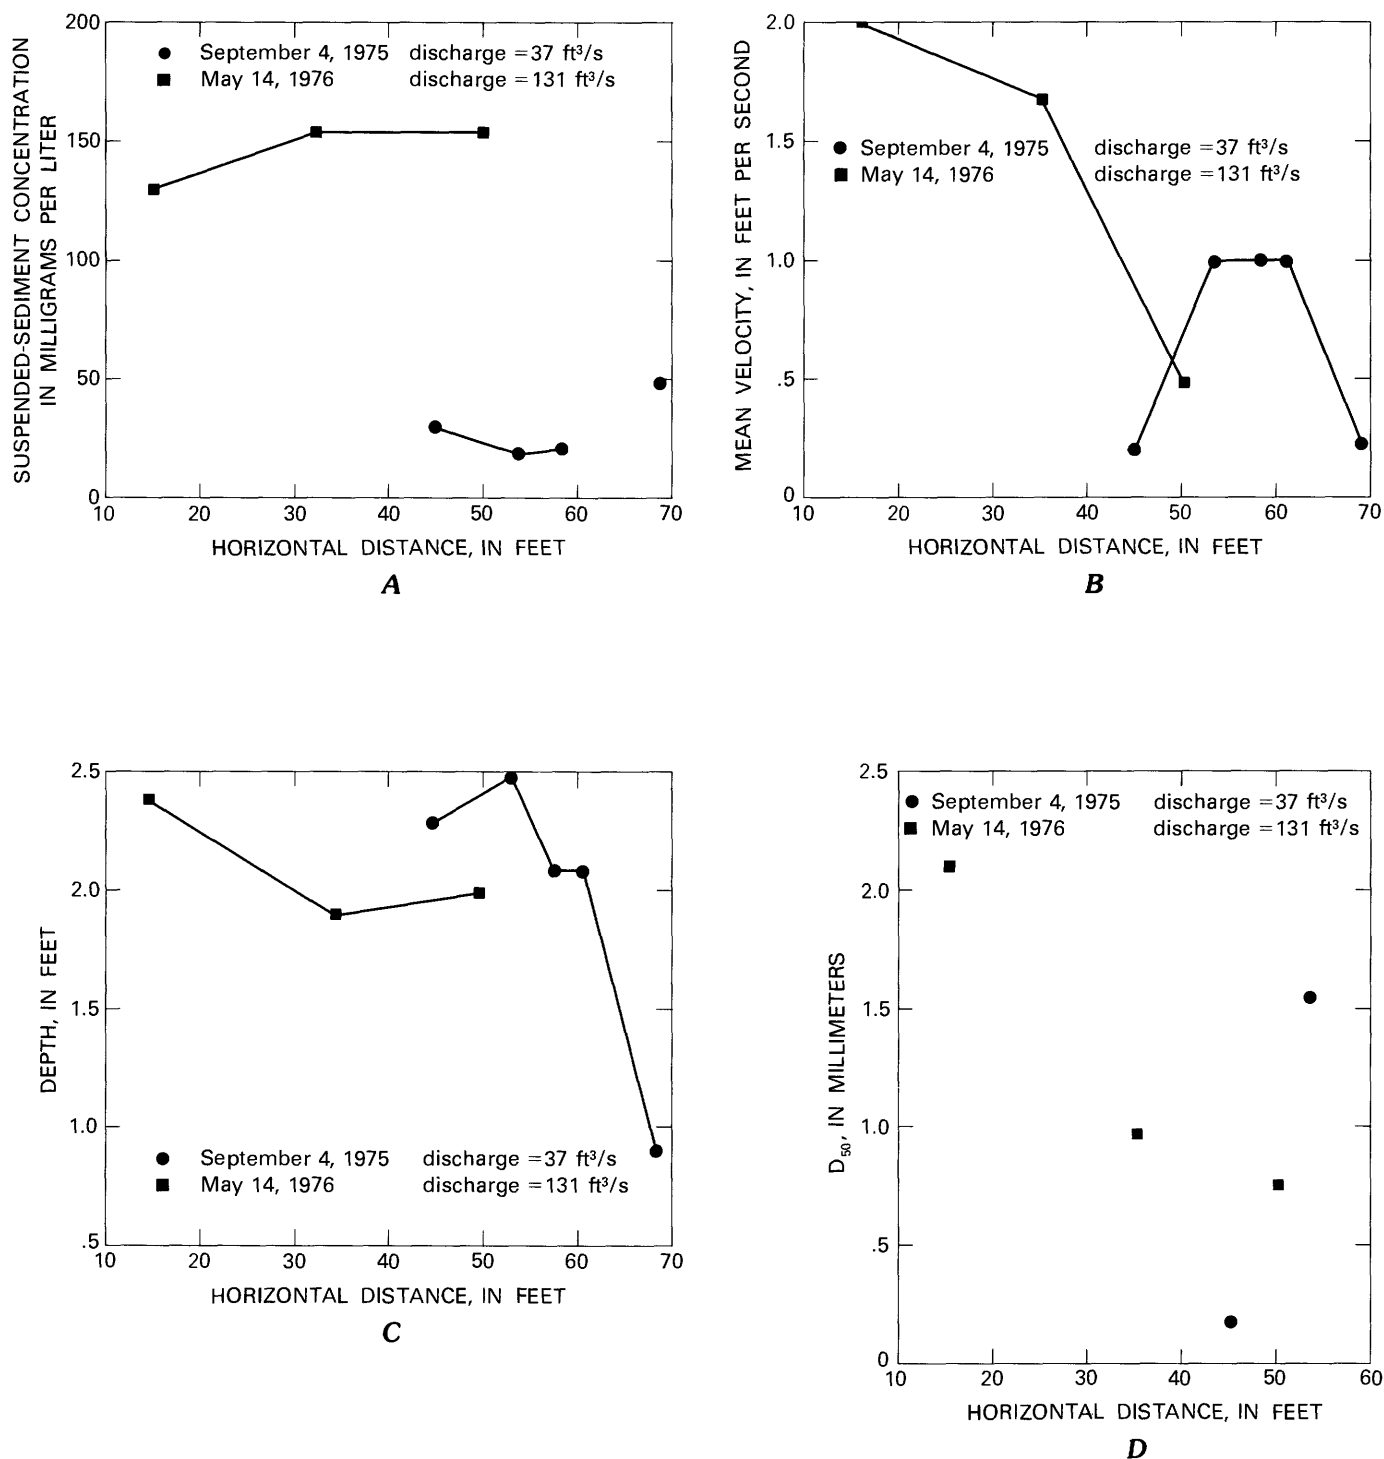 SUSPENDED-SEDIMENT CONCENTRATION
IN MILLIGRAMS PER LITER
200
150
100
50
0
September 4, 1975 discharge =37 ft³/s
May 14, 1976 discharge =131 ft³/s
10 20 30 40 50 60 70
HORIZONTAL DISTANCE, IN FEET
A
MEAN VELOCITY, IN FEET PER SECOND
2.0
1.5
1.0
.5
0
September 4, 1975 discharge =37 ft³/s
May 14, 1976 discharge =131 ft³/s
10 20 30 40 50 60 70
HORIZONTAL DISTANCE, IN FEET
B
DEPTH, IN FEET
2.5
2.0
1.5
1.0
.5
September 4, 1975 discharge =37 ft³/s
May 14, 1976 discharge =131 ft³/s
10 20 30 40 50 60 70
HORIZONTAL DISTANCE, IN FEET
C
D₅₀, IN MILLIMETERS
2.5
2.0
1.5
1.0
.5
0
September 4, 1975 discharge =37 ft³/s
May 14, 1976 discharge =131 ft³/s
10 20 30 40 50 60
HORIZONTAL DISTANCE, IN FEET
D